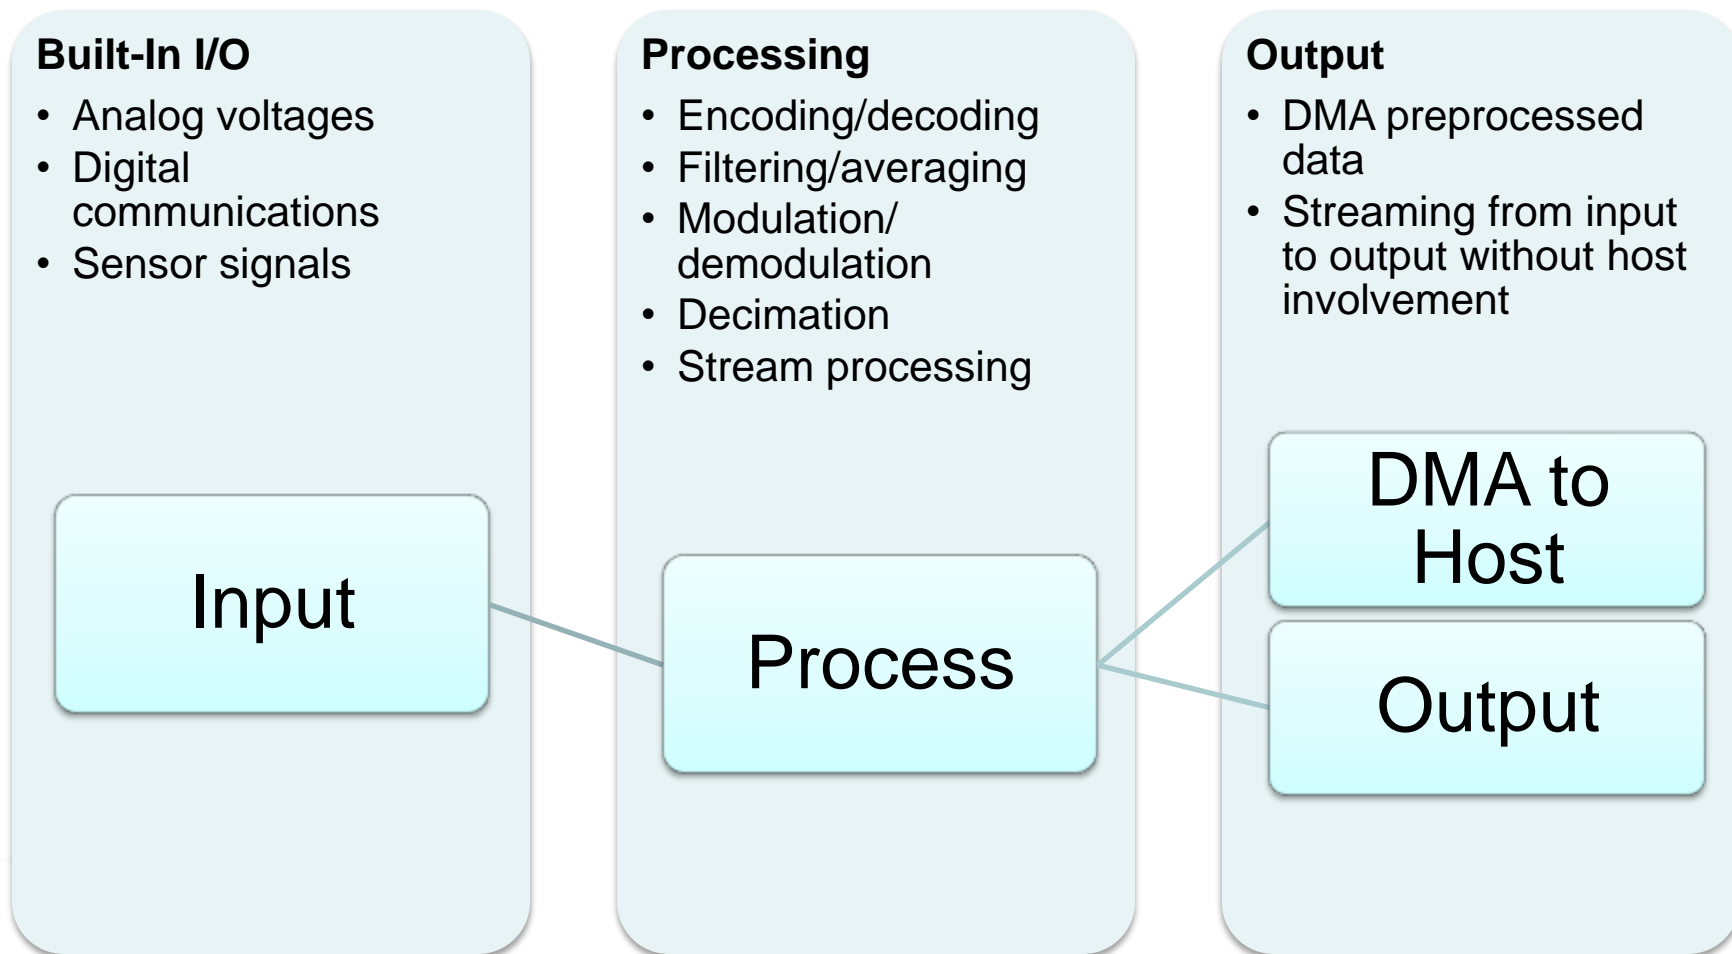 Built-In I/O
• Analog voltages
• Digital
communications
• Sensor signals
Input
Processing
• Encoding/decoding
• Filtering/averaging
• Modulation/
demodulation
• Decimation
• Stream processing
Process
Output
• DMA preprocessed
data
• Streaming from input
to output without host
involvement
DMA to
Host
Output